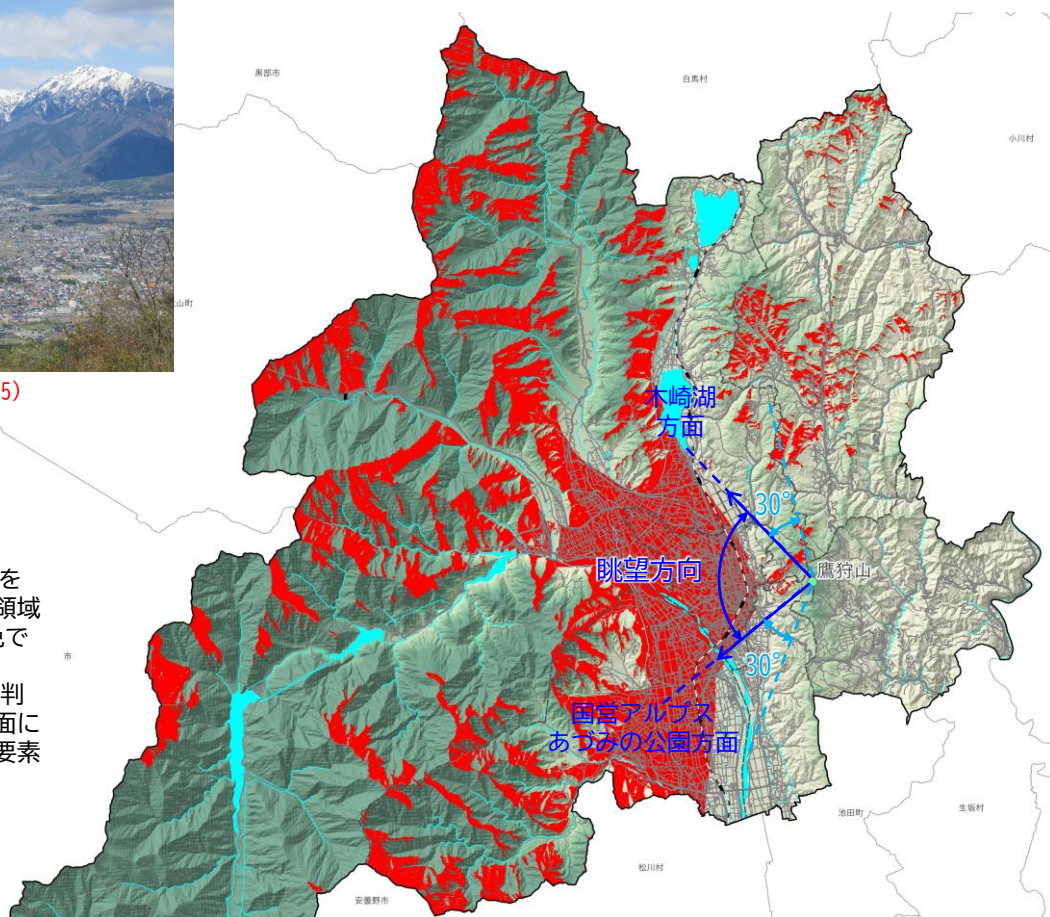 黒部市
白馬村
小川村
山町
5)
木崎湖
方面
30°
眺望方向
鷹狩山
30°
国営アルプス
あづみの公園方面
を
領域
で
判
面に
要素
市
池田町
生坂村
松川村
安曇野市